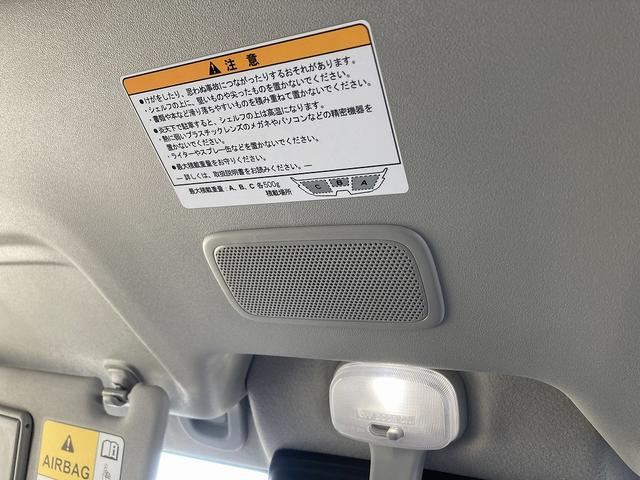 注意
●けがをしたり、思わぬ事故につながったりするおそれがあります。
・シェルフの上に、堅いものや尖ったものを置かないでください。
・書類や本など滑り落ちやすいものを積み重ねて置かないでください。
●炎天下で駐車すると、シェルフの上は高温になります。
・熱に弱いプラスチックレンズのメガネやパソコンなどの精密機器を
置かないでください。
・ライターやスプレー缶などを置かないでください。
●最大積載重量をお守りください。
― 詳しくは、取扱説明書をお読みください。―
最大積載重量：A、B、C 各500g
積載場所
C B A
AIRBAG